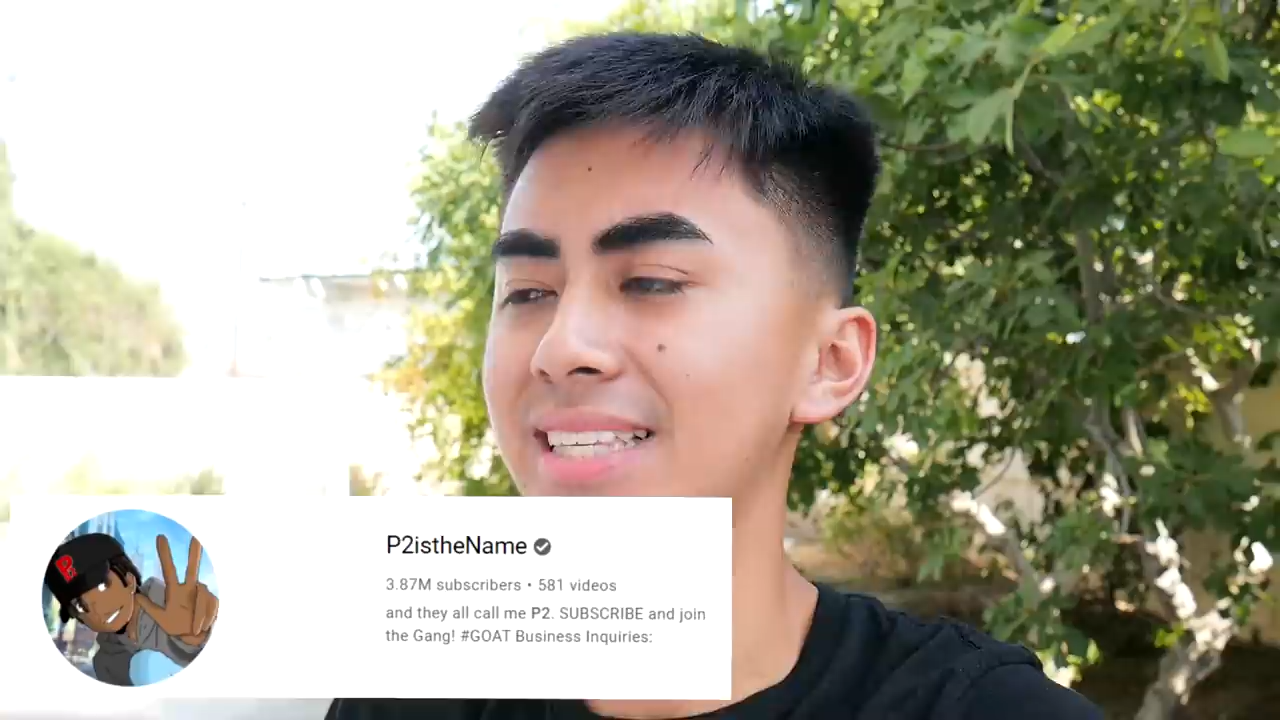 P2istheName
3.87M subscribers • 581 videos
and they all call me P2. SUBSCRIBE and join
the Gang! #GOAT Business Inquiries: